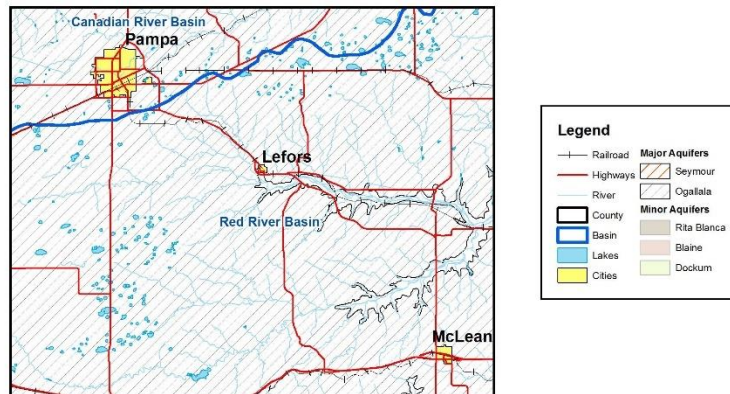 Canadian River Basin
Pampa
Lefors
Red River Basin
McLean
Legend
Railroad
Highways
River
County
Basin
Lakes
Cities
Major Aquifers
Seymour
Ogallala
Minor Aquifers
Rita Blanca
Blaine
Dockum